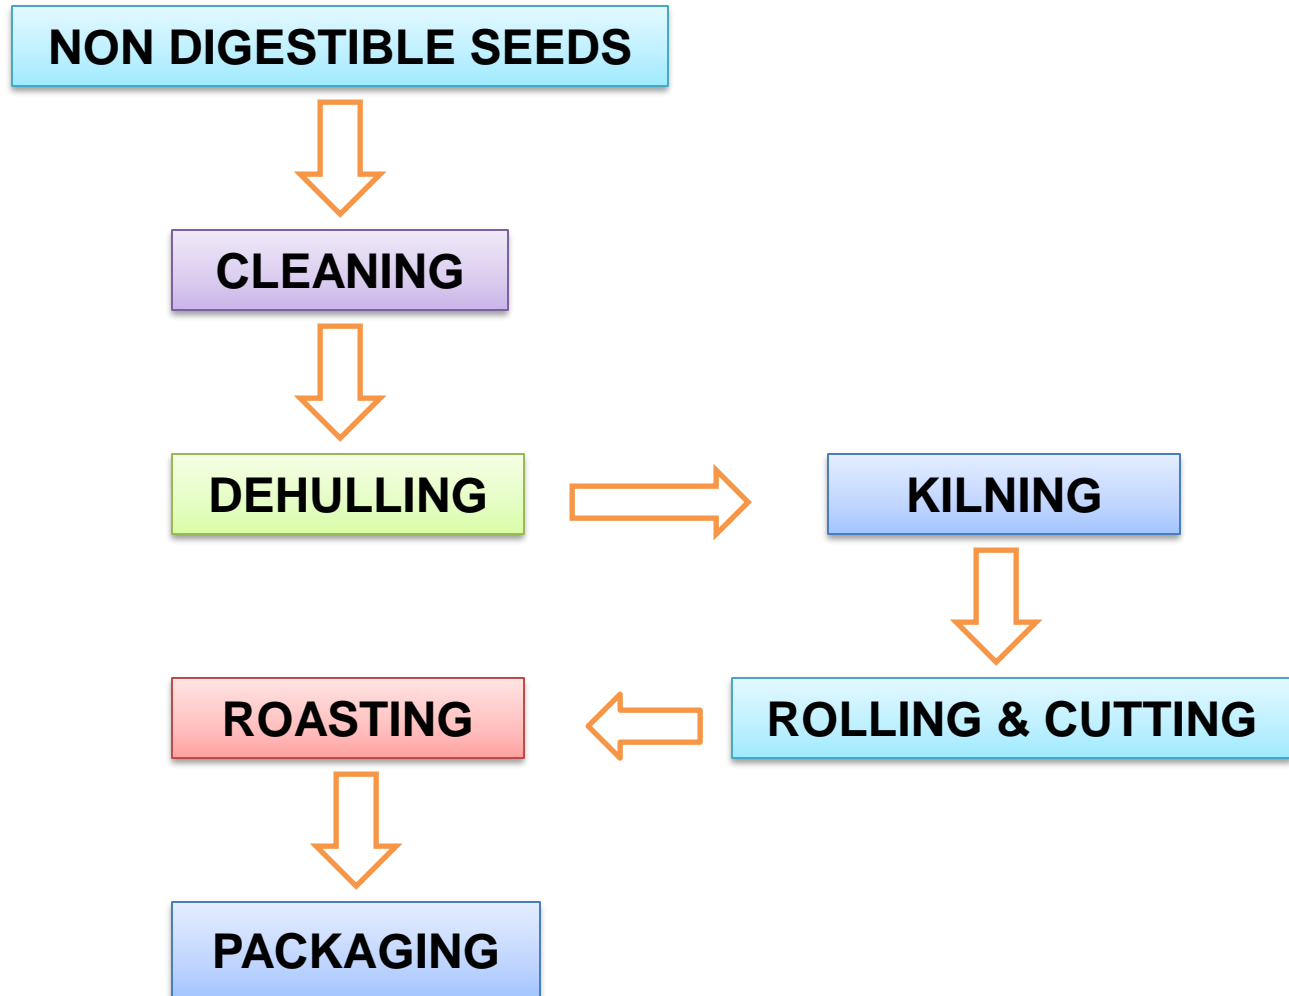 NON DIGESTIBLE SEEDS
CLEANING
DEHULLING
KILNING
ROLLING & CUTTING
ROASTING
PACKAGING